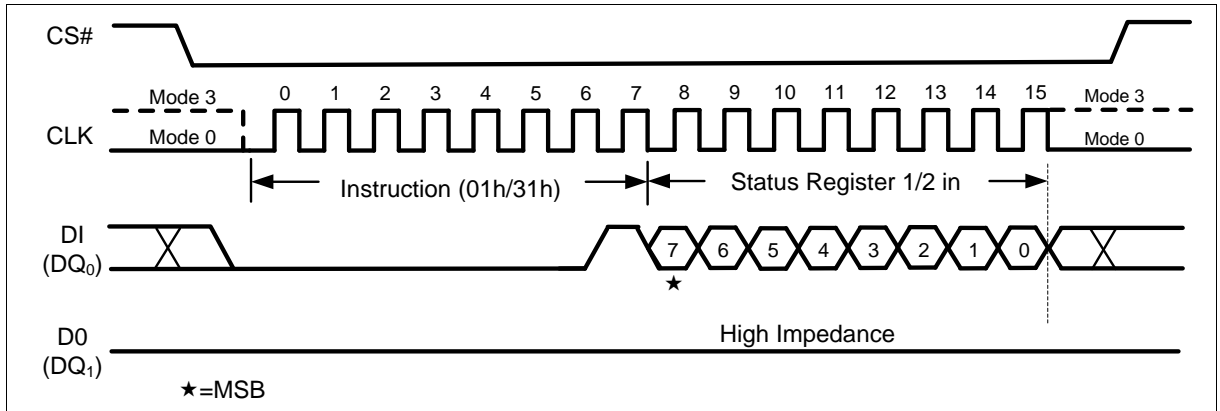 CS#
Mode 3 0 1 2 3 4 5 6 7 8 9 10 11 12 13 14 15 Mode 3
CLK Mode 0 Mode 0
Instruction (01h/31h) Status Register 1/2 in
DI
(DQ0) 7 6 5 4 3 2 1 0
★
D0 High Impedance
(DQ1)
★=MSB